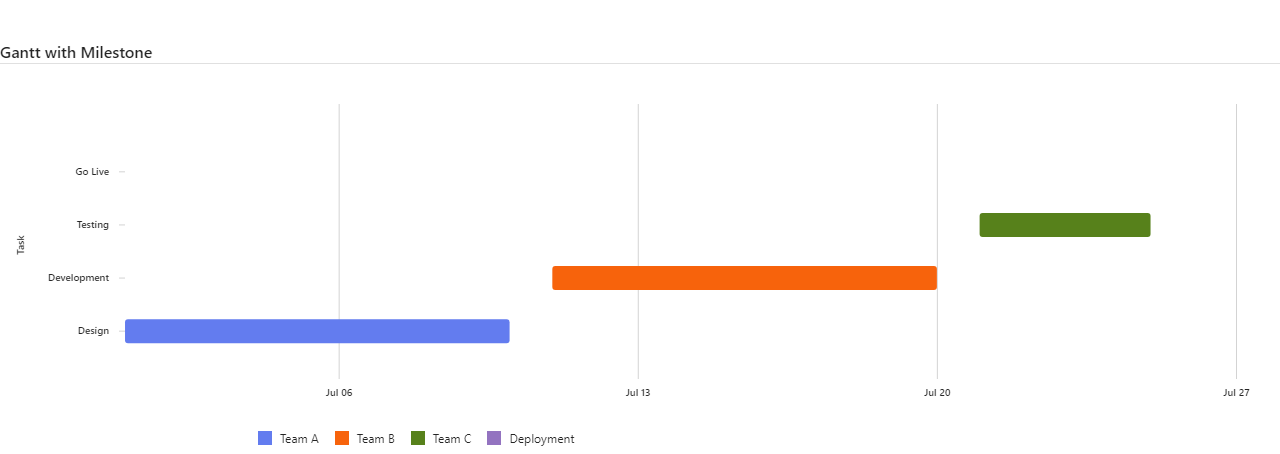 Gantt with Milestone
Go Live
Testing
Task
Development
Design
Jul 06 Jul 13 Jul 20 Jul 27
Team A Team B Team C Deployment